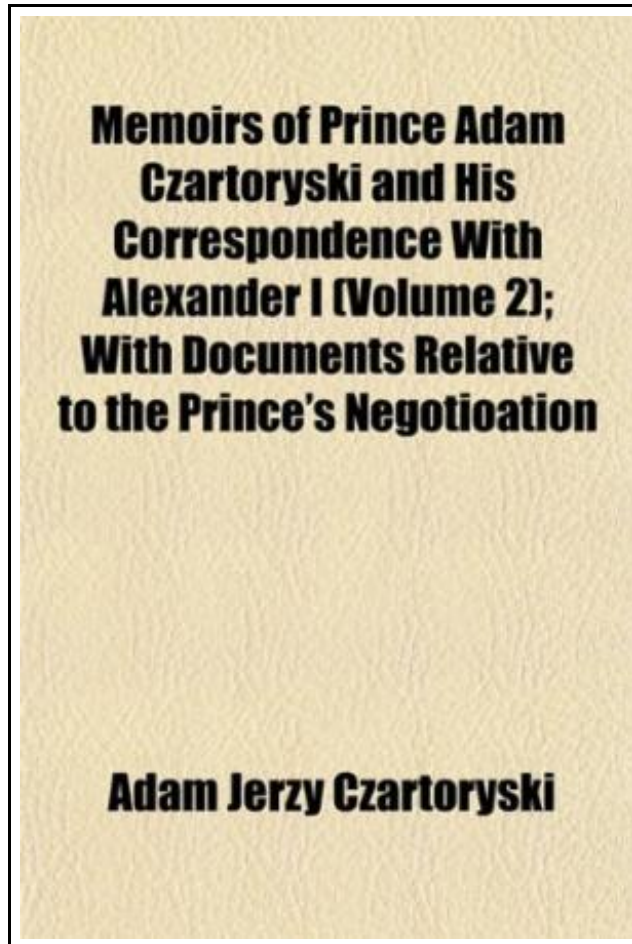 Memoirs of Prince Adam
Czartoryski and His
Correspondence With
Alexander I (Volume 2);
With Documents Relative
to the Prince's Negotioation
Adam Jerzy Czartoryski